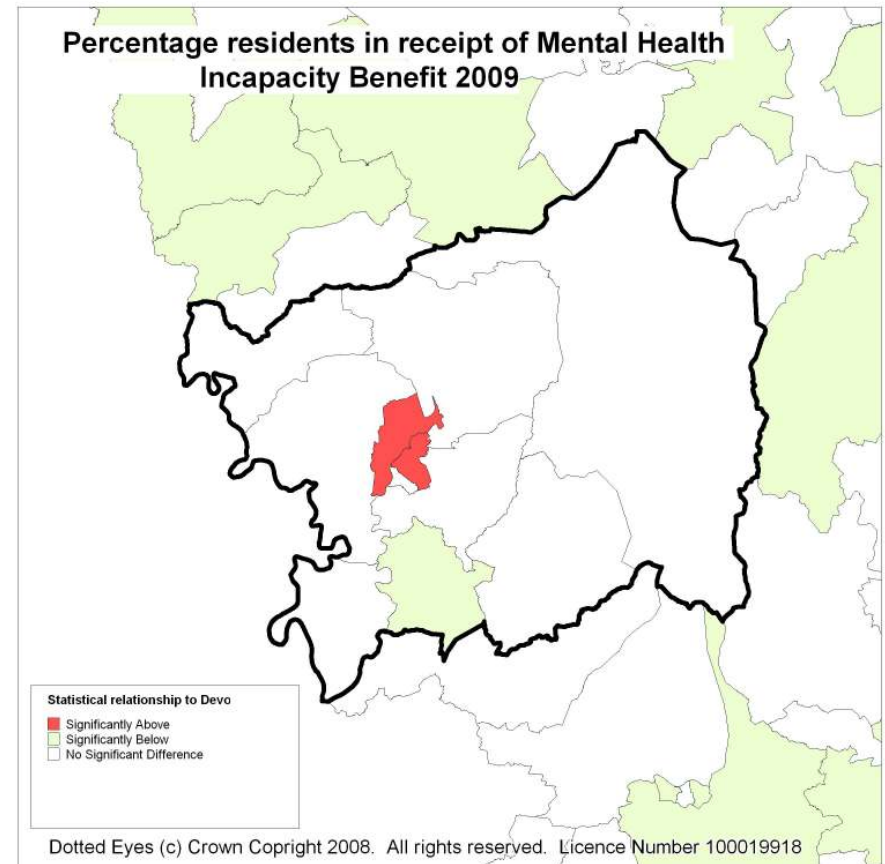 Percentage residents in receipt of Mental Health
Incapacity Benefit 2009
Statistical relationship to Devo
Significantly Above
Significantly Below
No Significant Difference
Dotted Eyes (c) Crown Copright 2008. All rights reserved. Licence Number 100019918